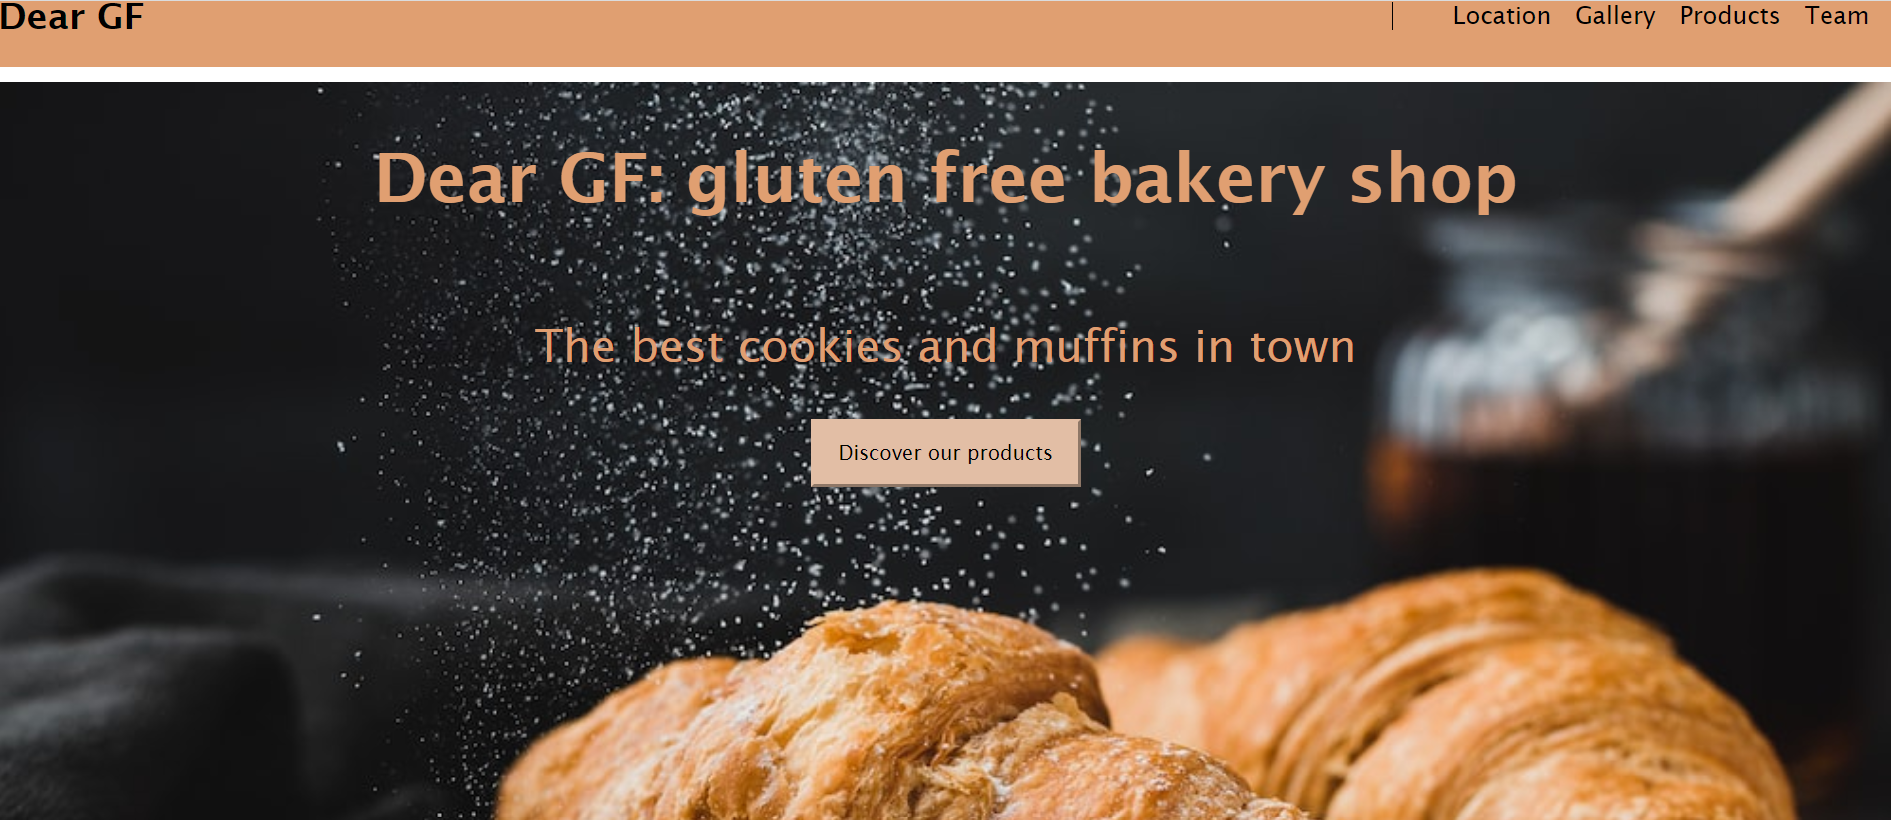 Dear GF
Location Gallery Products Team
Dear GF: gluten free bakery shop
The best cookies and muffins in town
Discover our products